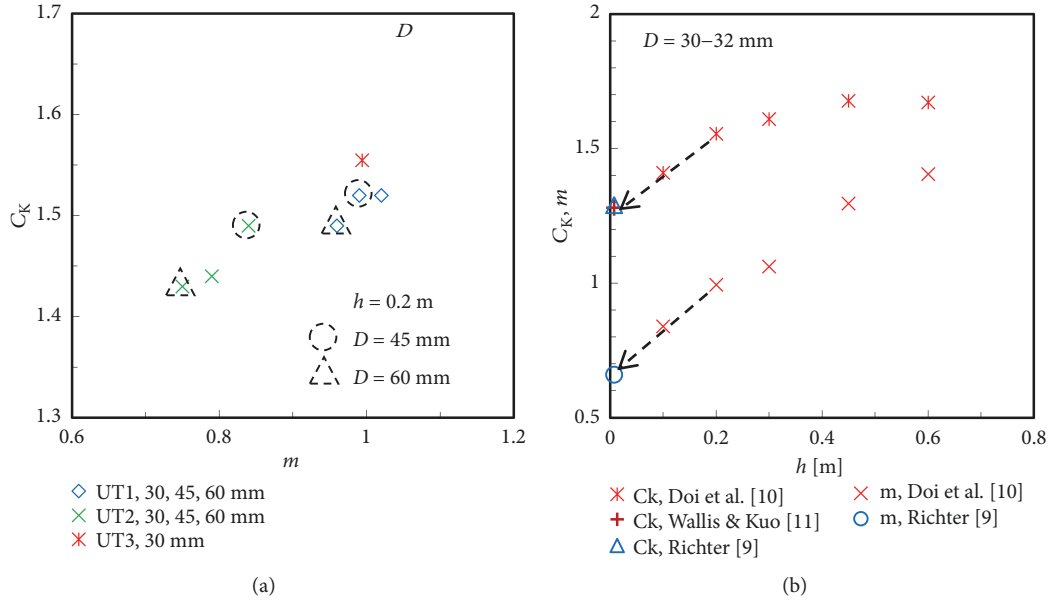 1.7
1.6
1.5
1.4
1.3
C_K
D
h = 0.2 m
D = 45 mm
D = 60 mm
0.6 0.8 1 1.2
m
UT1, 30, 45, 60 mm
UT2, 30, 45, 60 mm
UT3, 30 mm
(a)
2
1.5
1
0.5
C_K, m
D = 30–32 mm
0 0.2 0.4 0.6 0.8
h [m]
Ck, Doi et al. [10]
Ck, Wallis & Kuo [11]
Ck, Richter [9]
m, Doi et al. [10]
m, Richter [9]
(b)